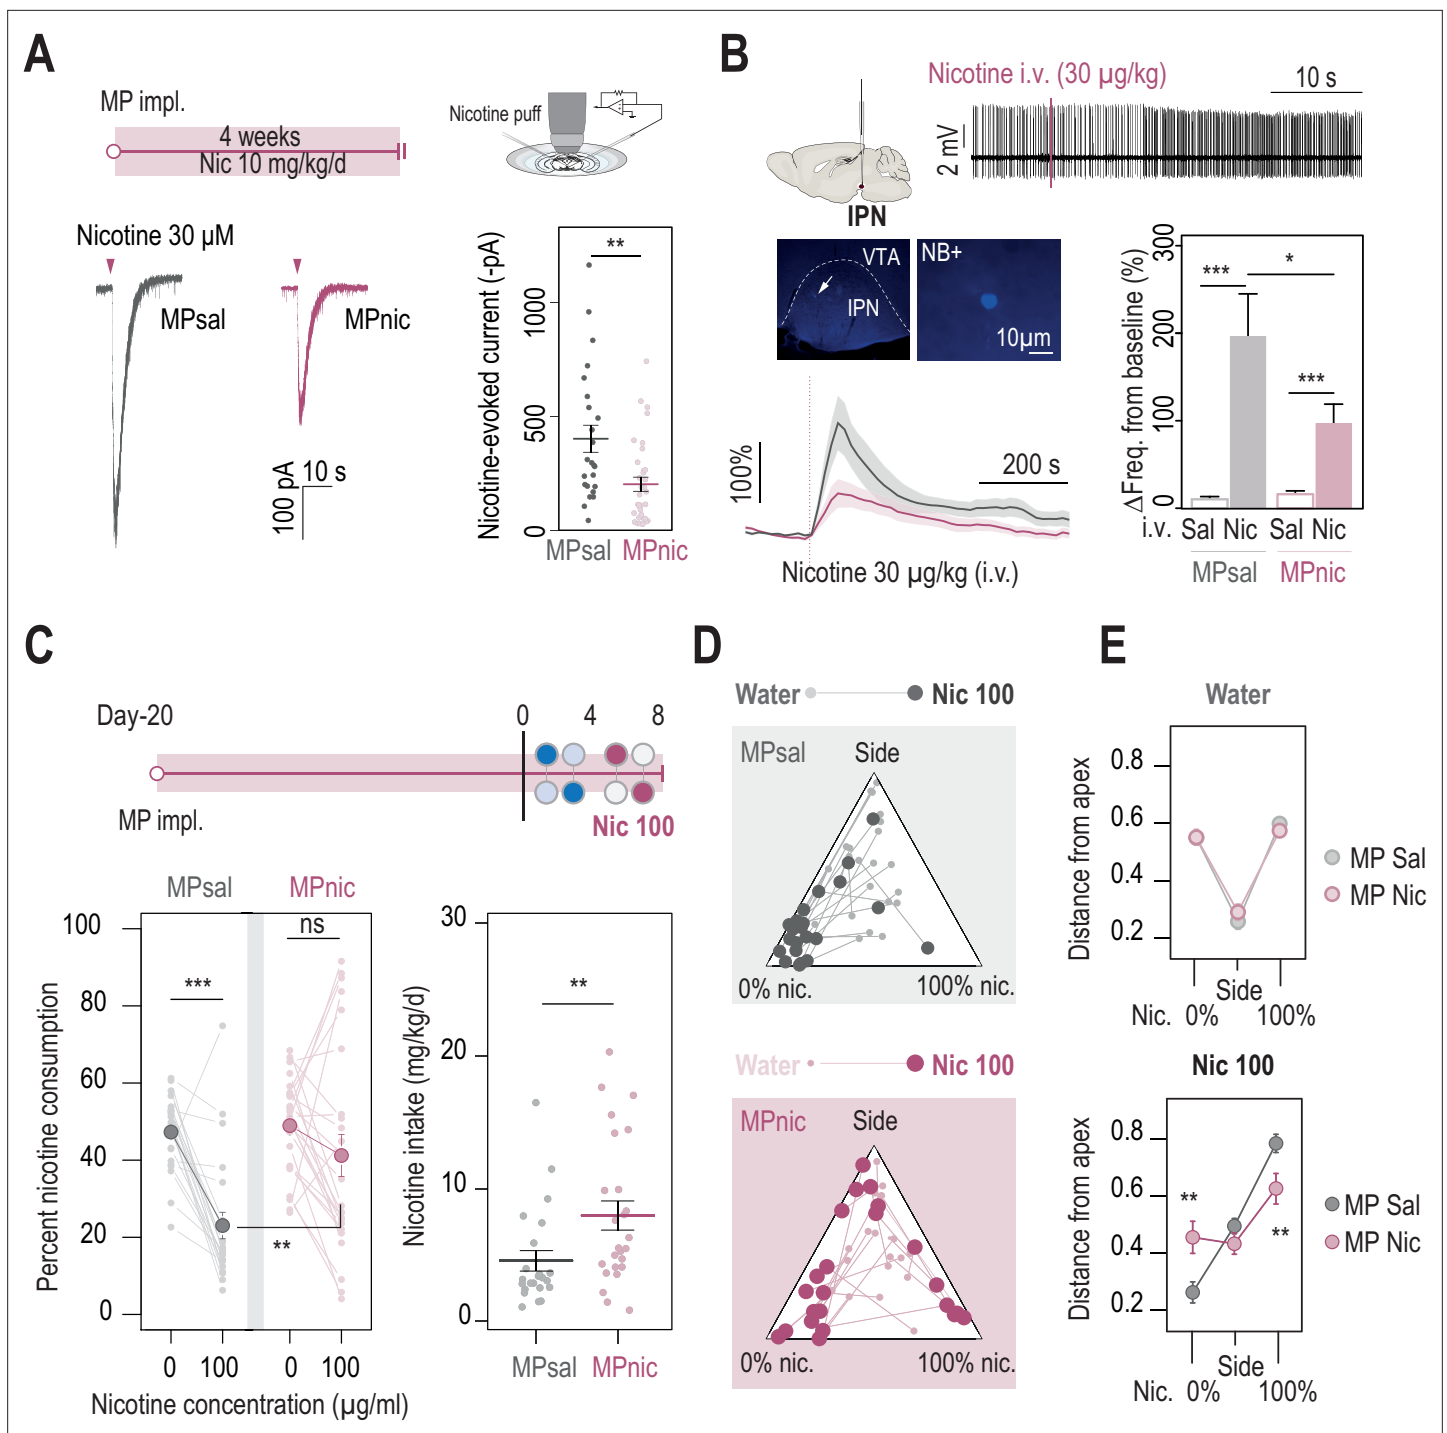 A
MP impl.
4 weeks
Nic 10 mg/kg/d
Nicotine puff
Nicotine 30 µM
MPsal
MPnic
100 pA
10 s
Nicotine-evoked current (-pA)
1000
500
0
**
MPsal MPnic
B
Nicotine i.v. (30 µg/kg)
10 s
2 mV
IPN
VTA
IPN
NB+
10µm
100%
200 s
Nicotine 30 µg/kg (i.v.)
ΔFreq. from baseline (%)
300
200
100
0
***
*
***
i.v. Sal Nic Sal Nic
MPsal MPnic
C
Day-20
0 4 8
MP impl.
Nic 100
MPsal MPnic
Percent nicotine consumption
100
80
60
40
20
0
***
ns
**
0 100 0 100
Nicotine concentration (µg/ml)
Nicotine intake (mg/kg/d)
30
20
10
0
**
MPsal MPnic
D
Water Nic 100
MPsal
Side
0% nic. 100% nic.
Water Nic 100
MPnic
Side
0% nic. 100% nic.
E
Water
Distance from apex
0.8
0.6
0.4
0.2
Side
Nic. 0% 100%
MP Sal
MP Nic
Nic 100
Distance from apex
0.8
0.6
0.4
0.2
**
**
Side
Nic. 0% 100%
MP Sal
MP Nic